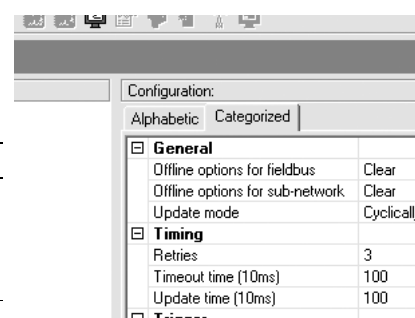 Configuration:
Alphabetic Categorized
General
Offline options for fieldbus Clear
Offline options for sub-network Clear
Update mode Cyclicall
Timing
Retries 3
Timeout time (10ms) 100
Update time (10ms) 100